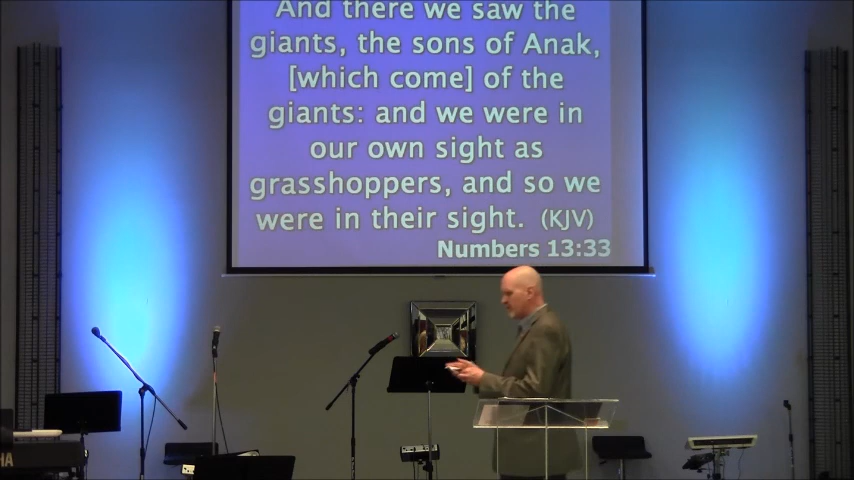 And there we saw the
giants, the sons of Anak,
[which come] of the
giants: and we were in
our own sight as
grasshoppers, and so we
were in their sight. (KJV)
Numbers 13:33
HA